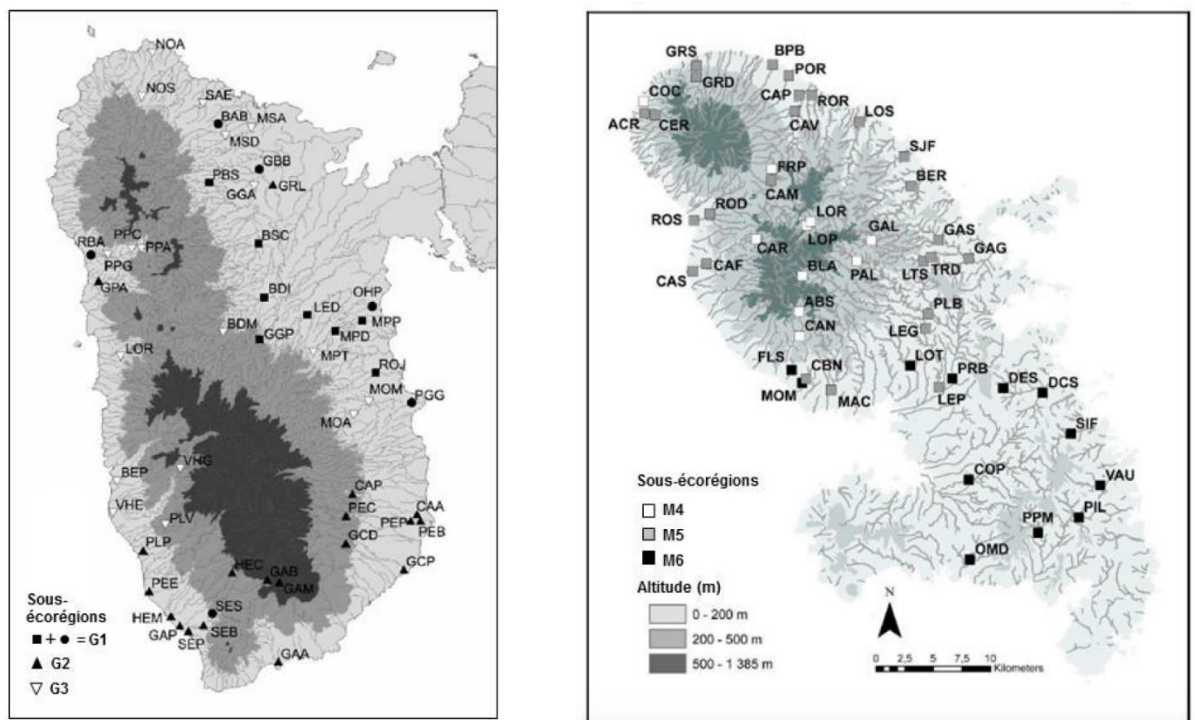 NOA
NOS
SAE
BAB
MSA
MSD
GBB
PBS
GGA
GRL
BSC
RBA
PFC
PPA
PPG
GPA
BDI
OHP
LED
MPP
BDM
GGP
MPD
MPT
LOR
ROJ
MOM
PGG
MOA
BEP
VHG
CAP
VHE
PEC
CAA
PLV
PEP
PEB
PLP
GCD
HEC
GAB
GCP
PEE
GAM
SES
HEM
GAP
SEP
SEB
GAA
Sous-
écorégions
■ + ● = G1
▲ G2
▽ G3
GRS
BPB
GRD
POR
COC
CAP
ROR
ACR
CER
CAV
LOS
SJF
FRP
CAM
BER
ROD
ROS
LOR
GAL
GAS
CAR
LOP
GAG
CAF
BLA
PAL
LTS
TRD
CAS
ABS
PLB
CAN
LEG
FLS
CBN
LOT
PRB
DES
DCS
MOM
MAC
LEP
SIF
COP
VAU
PIL
PPM
OMD
Sous-écorégions
M4
M5
M6
Altitude (m)
0 - 200 m
200 - 500 m
500 - 1 385 m
N
0 2,5 5 7,5 10
Kilometers